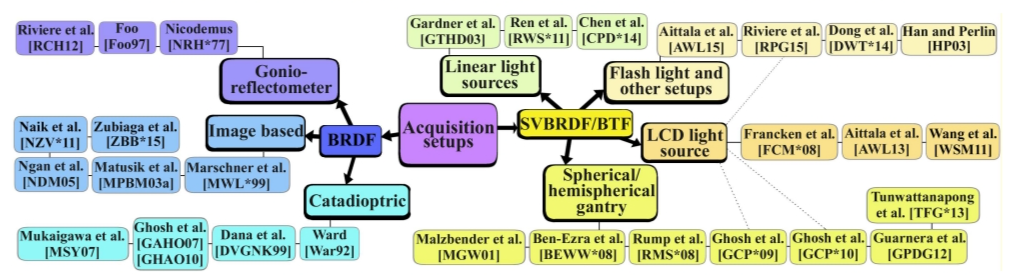 Riviere et al.
[RCH12]
Foo
[Foo97]
Nicodemus
[NRH*77]
Gonio-
reflectometer
Naik et al.
[NZV*11]
Zubiaga et al.
[ZBB*15]
Image based
Ngan et al.
[NDM05]
Matusik et al.
[MPBM03a]
Marschner et al.
[MWL*99]
BRDF
Catadioptric
Mukaigawa et al.
[MSY07]
Ghosh et al.
[GAHO07]
[GHAO10]
Dana et al.
[DVGNK99]
Ward
[War92]
Acquisition
setups
Gardner et al.
[GTHD03]
Ren et al.
[RWS*11]
Chen et al.
[CPD*14]
Linear light
sources
Aittala et al.
[AWL15]
Riviere et al.
[RPG15]
Dong et al.
[DWT*14]
Han and Perlin
[HP03]
Flash light and
other setups
SVBRDF/BTF
LCD light
source
Francken et al.
[FCM*08]
Aittala et al.
[AWL13]
Wang et al.
[WSM11]
Spherical/
hemispherical
gantry
Malzbender et al.
[MGW01]
Ben-Ezra et al.
[BEWW*08]
Rump et al.
[RMS*08]
Ghosh et al.
[GCP*09]
Ghosh et al.
[GCP*10]
Tunwattanapong
et al. [TFG*13]
Guarnera et al.
[GPDG12]